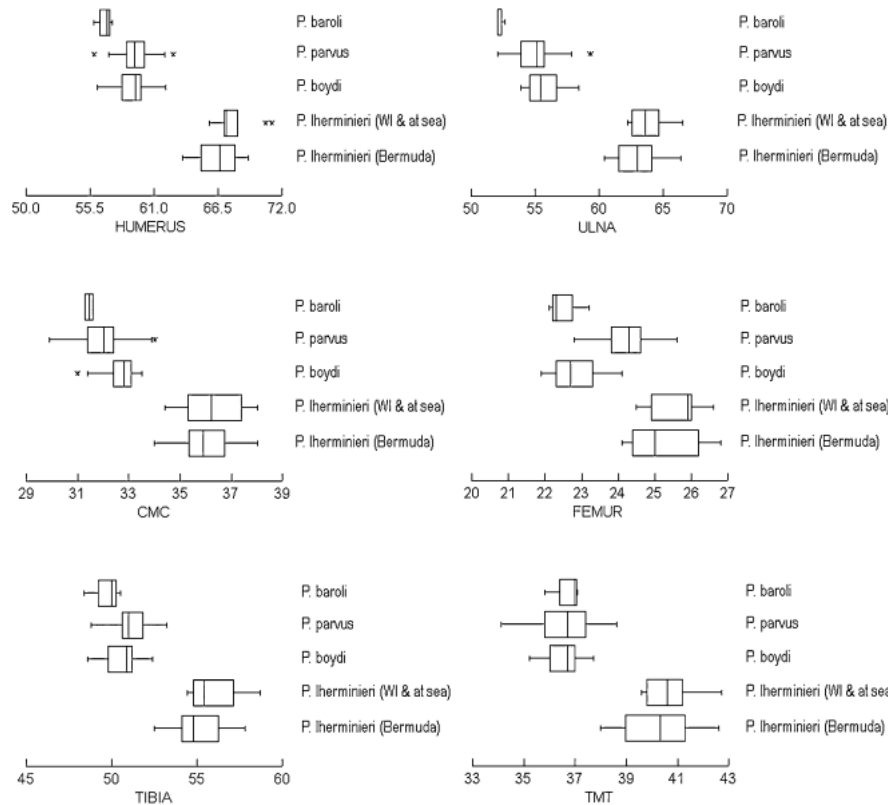 P. baroli
P. parvus
P. boydi
P. lherminieri (WI & at sea)
P. lherminieri (Bermuda)
50.0 55.5 61.0 66.5 72.0
HUMERUS
P. baroli
P. parvus
P. boydi
P. lherminieri (WI & at sea)
P. lherminieri (Bermuda)
50 55 60 65 70
ULNA
P. baroli
P. parvus
P. boydi
P. lherminieri (WI & at sea)
P. lherminieri (Bermuda)
29 31 33 35 37 39
CMC
P. baroli
P. parvus
P. boydi
P. lherminieri (WI & at sea)
P. lherminieri (Bermuda)
20 21 22 23 24 25 26 27
FEMUR
P. baroli
P. parvus
P. boydi
P. lherminieri (WI & at sea)
P. lherminieri (Bermuda)
45 50 55 60
TIBIA
P. baroli
P. parvus
P. boydi
P. lherminieri (WI & at sea
P. lherminieri (Bermuda)
33 35 37 39 41 43
TMT